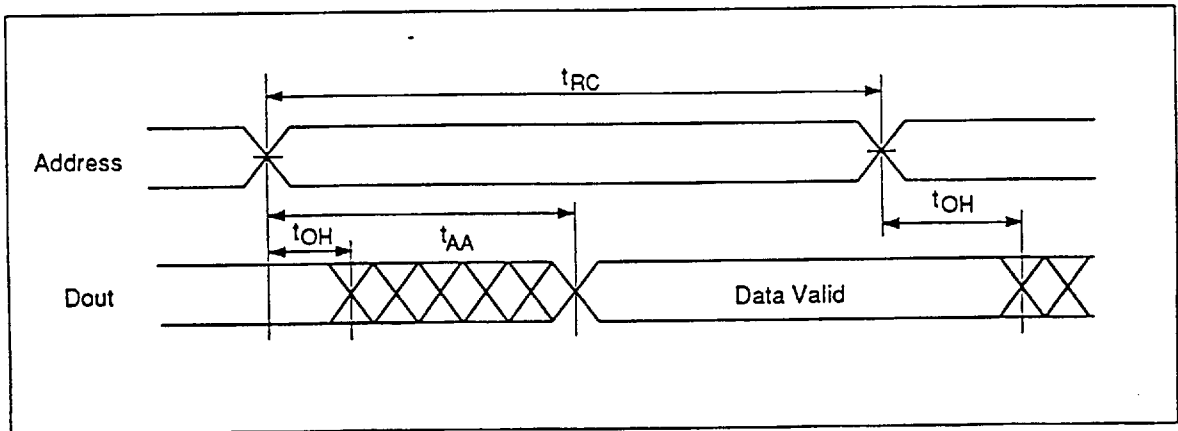 tRC
Address
tOH
tOH
tAA
Dout
Data Valid